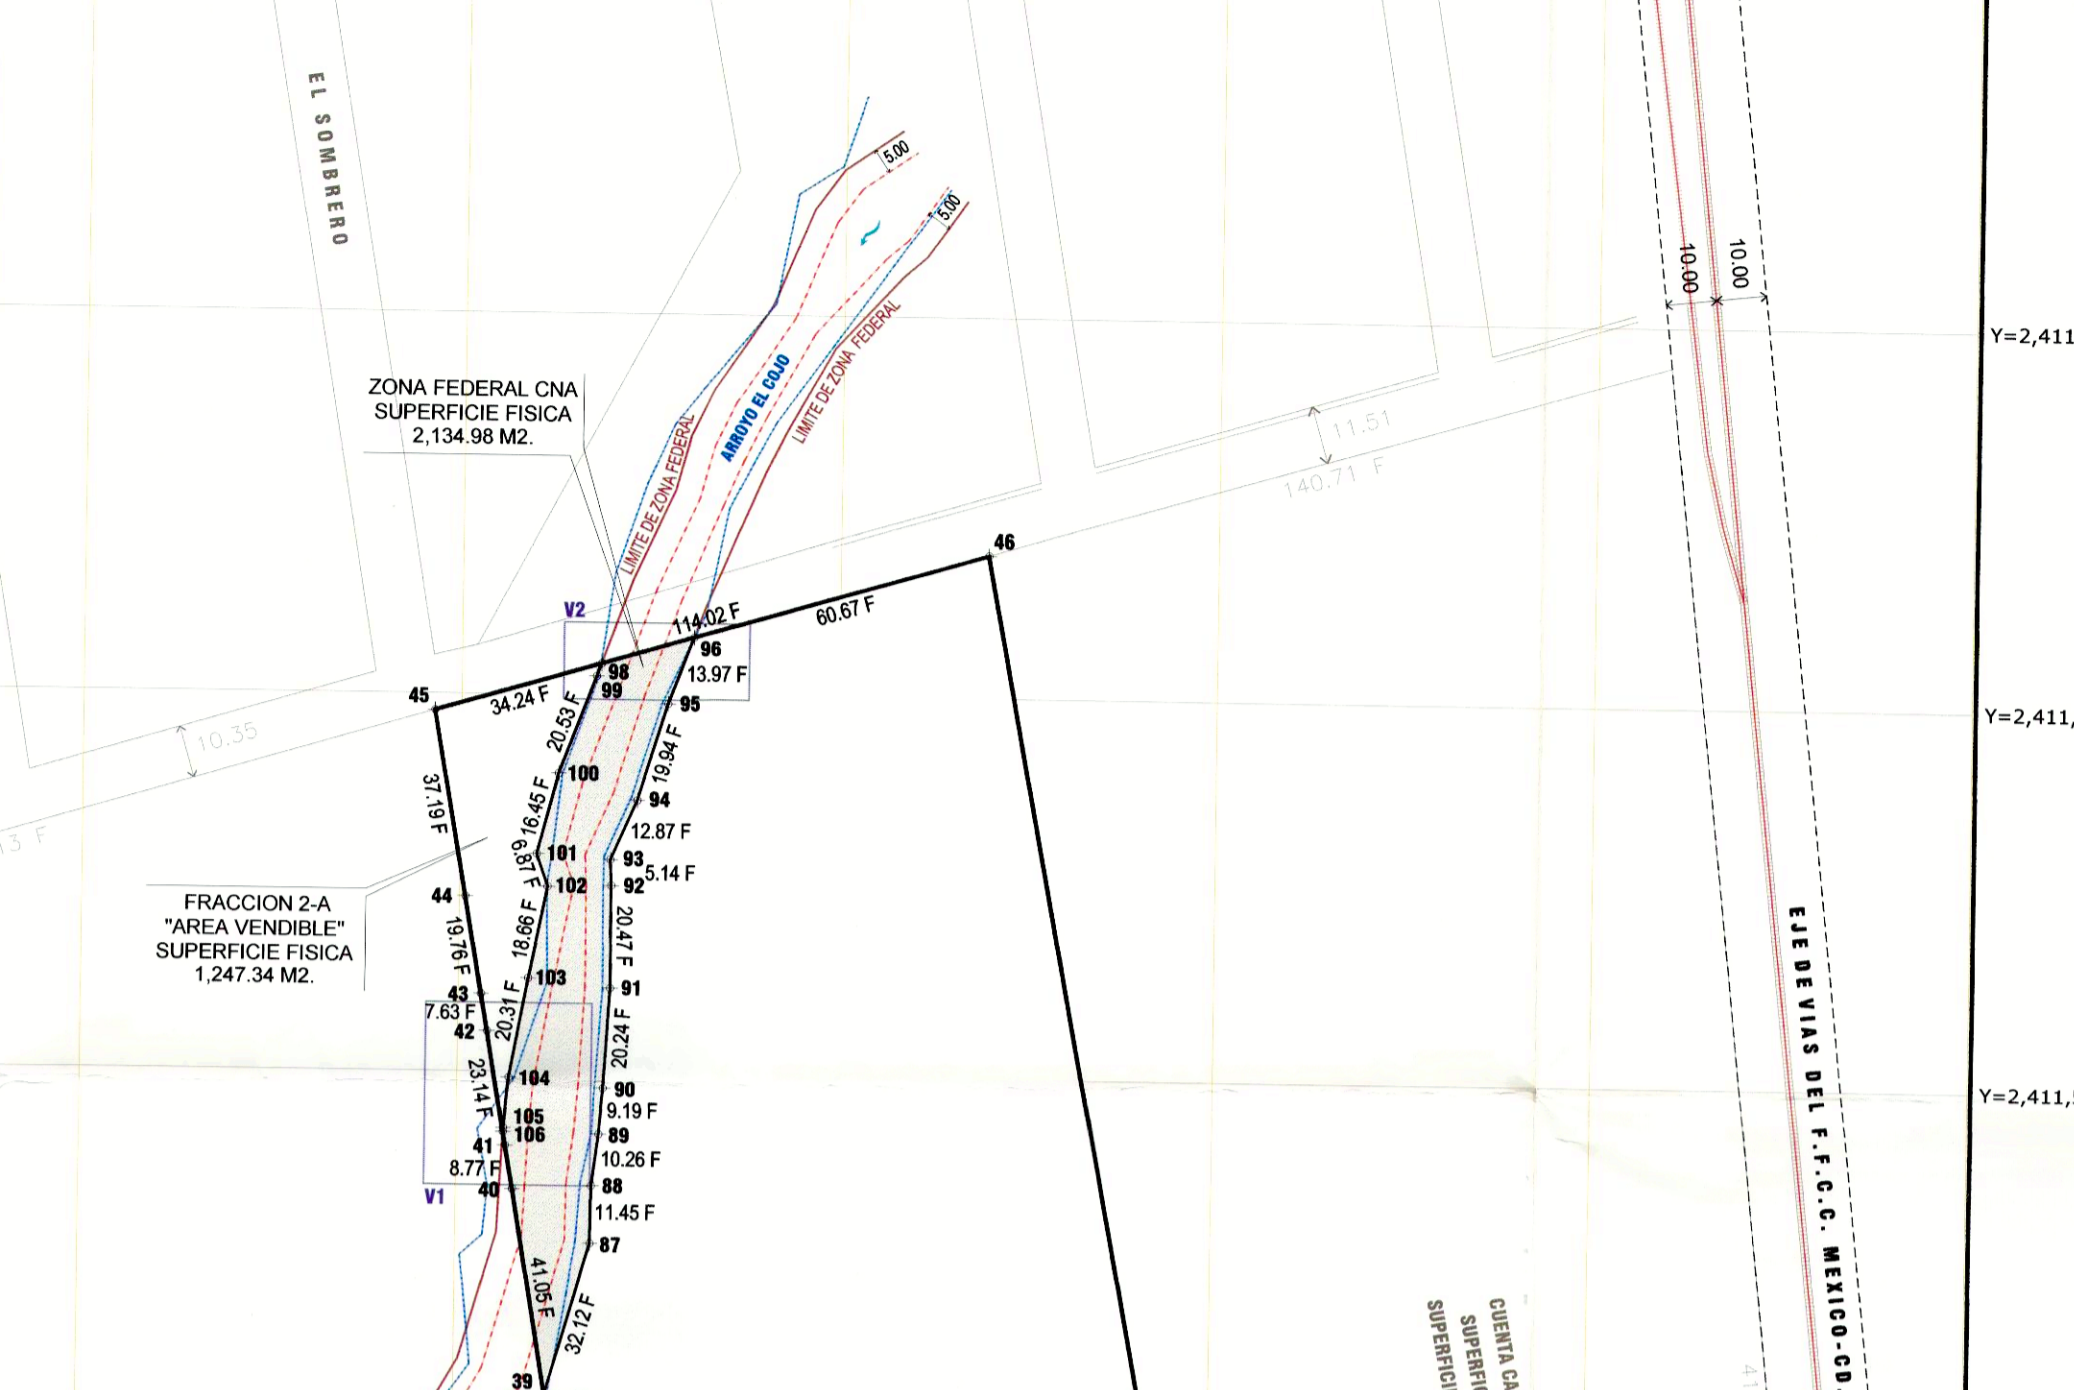 EL SOMBRERO
5.00
5.00
10.00
10.00
Y=2,411
ZONA FEDERAL CNA
SUPERFICIE FISICA
2,134.98 M2.
LIMITE DE ZONA FEDERAL
ARROYO EL COJO
LIMITE DE ZONA FEDERAL
11.51
140.71 F
46
V2
114.02 F
60.67 F
96
98
13.97 F
99
45
34.24 F
95
Y=2,411,
20.53 F
10.35
19.94 F
100
37.19 F
94
16.45 F
12.87 F
13 F
6.87 F
101
93
5.14 F
102
92
44
FRACCION 2-A
"AREA VENDIBLE"
SUPERFICIE FISICA
1,247.34 M2.
19.76 F
18.66 F
20.47 F
103
91
43
7.63 F
42
20.31 F
20.24 F
23.14 F
104
90
Y=2,411,5
9.19 F
105
106
89
41
10.26 F
8.77 F
40
88
V1
11.45 F
87
41.05 F
32.12 F
39
EJE DE VIAS DEL F.F.C.C. MEXICO-CD.
CUENTA CA
SUPERFIC
SUPERFICI
41